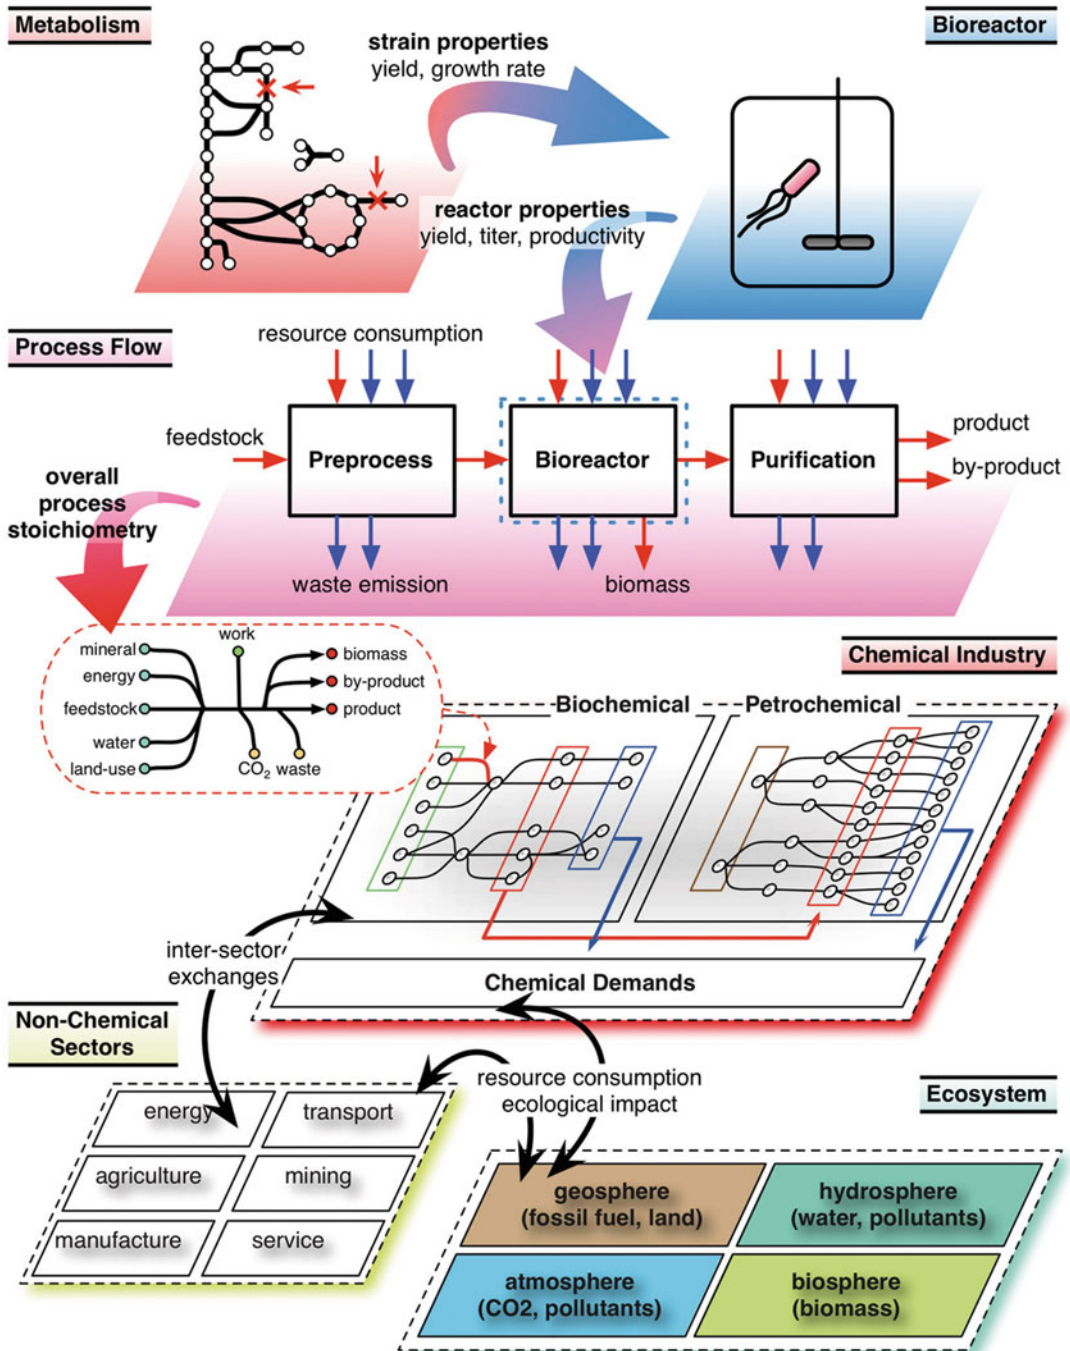 Metabolism
strain properties
yield, growth rate
Bioreactor
reactor properties
yield, titer, productivity
Process Flow
resource consumption
feedstock
Preprocess
Bioreactor
Purification
product
by-product
overall
process
stoichiometry
waste emission
biomass
mineral
energy
feedstock
water
land-use
work
CO2 waste
biomass
by-product
product
Chemical Industry
Biochemical
Petrochemical
inter-sector
exchanges
Chemical Demands
Non-Chemical
Sectors
energy
transport
agriculture
mining
manufacture
service
resource consumption
ecological impact
Ecosystem
geosphere
(fossil fuel, land)
hydrosphere
(water, pollutants)
atmosphere
(CO2, pollutants)
biosphere
(biomass)